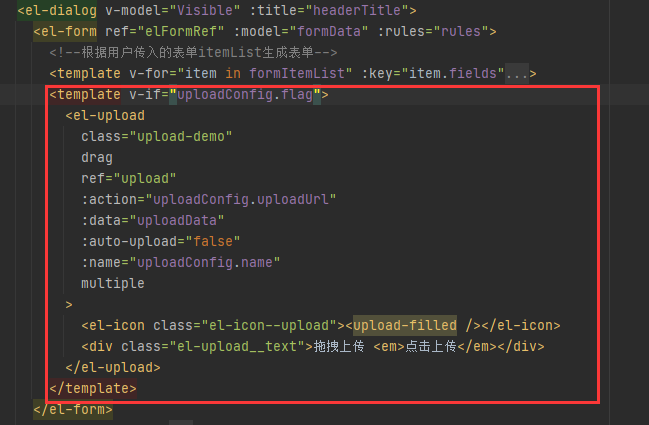 <el-dialog v-model="Visible" :title="headerTitle">
<el-form ref="elFormRef" :model="formData" :rules="rules">
<!--根据用户传入的表单itemList生成表单-->
<template v-for="item in formItemList" :key="item.fields"...>
<template v-if="uploadConfig.flag">
<el-upload
class="upload-demo"
drag
ref="upload"
:action="uploadConfig.uploadUrl"
:data="uploadData"
:auto-upload="false"
:name="uploadConfig.name"
multiple
>
<el-icon class="el-icon--upload"><upload-filled /></el-icon>
<div class="el-upload__text">拖拽上传 <em>点击上传</em></div>
</el-upload>
</template>
</el-form>